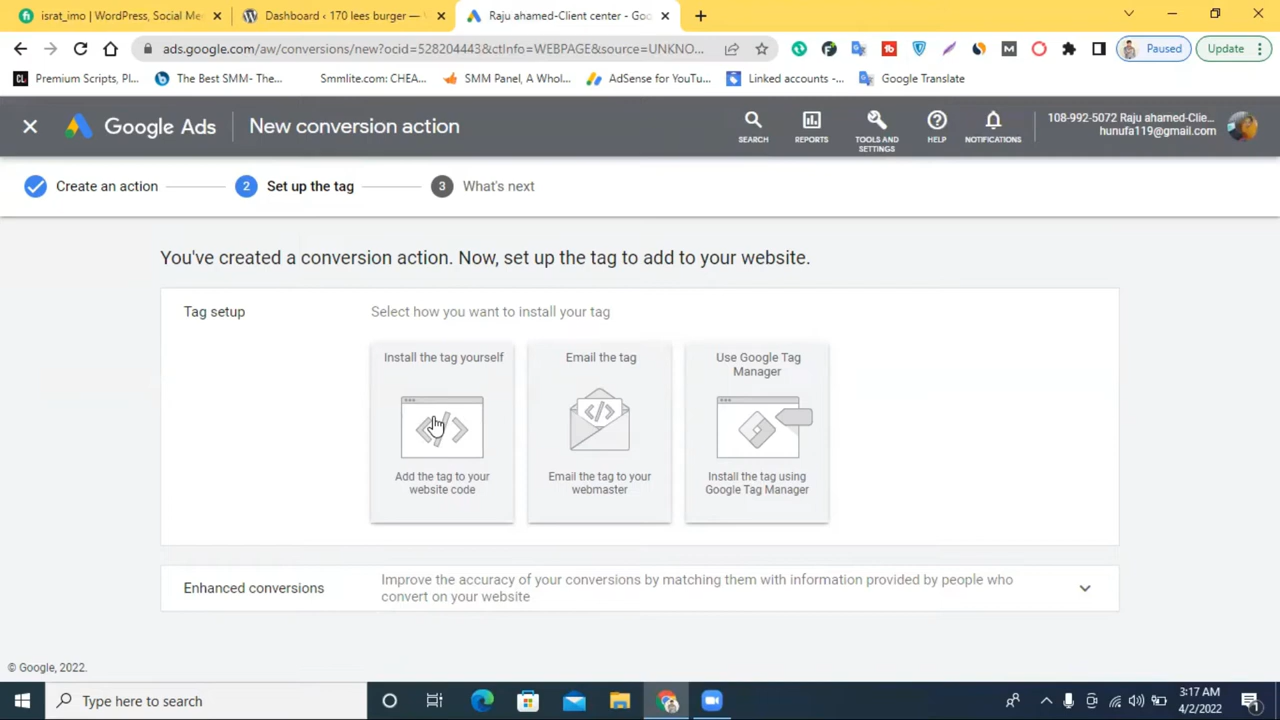 israt_imo | WordPress, Social Me
Dashboard ‹ 170 lees burger —
Raju ahamed-Client center - Goo
ads.google.com/aw/conversions/new?ocid=528204443&ctInfo=WEBPAGE&source=UNKNO...
Paused
Update
Premium Scripts, Pl...
The Best SMM- The...
Smmlite.com: CHEA...
SMM Panel, A Whol...
AdSense for YouTu...
Linked accounts -...
Google Translate
Google Ads
New conversion action
SEARCH
REPORTS
TOOLS AND
SETTINGS
HELP
NOTIFICATIONS
108-992-5072 Raju ahamed-Clie...
hunufa119@gmail.com
Create an action
2 Set up the tag
3 What's next
You've created a conversion action. Now, set up the tag to add to your website.
Tag setup
Select how you want to install your tag
Install the tag yourself
Add the tag to your
website code
Email the tag
Email the tag to your
webmaster
Use Google Tag
Manager
Install the tag using
Google Tag Manager
Enhanced conversions
Improve the accuracy of your conversions by matching them with information provided by people who
convert on your website
© Google, 2022.
Type here to search
3:17 AM
4/2/2022
1